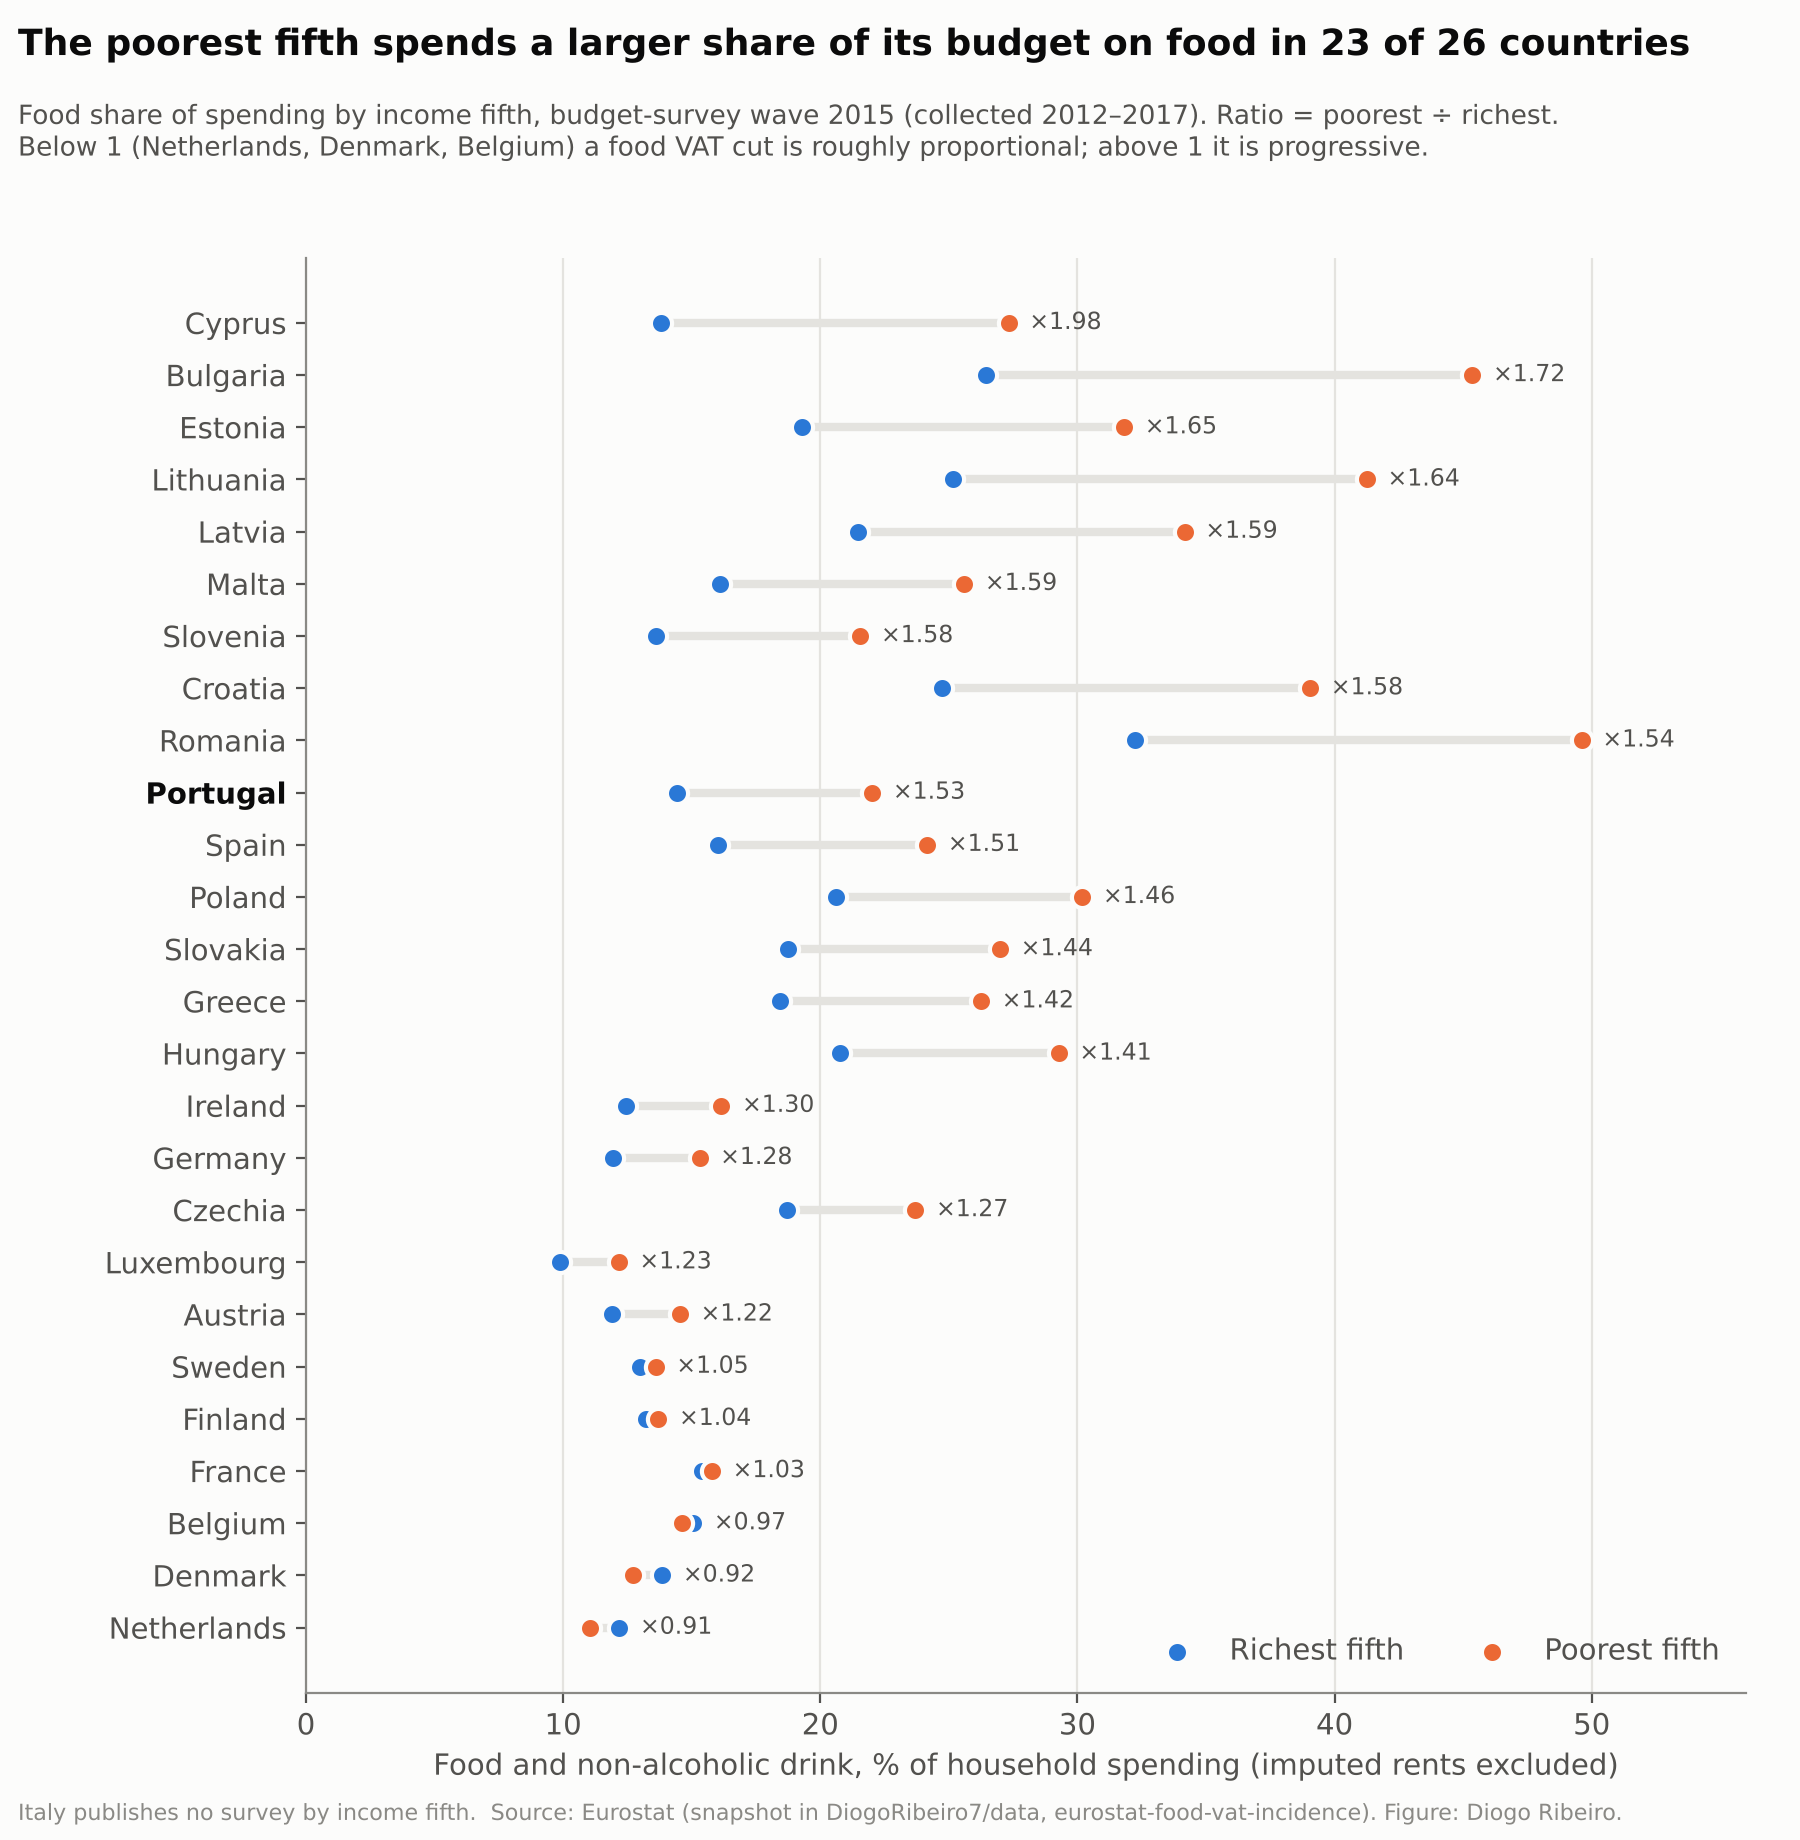 The poorest fifth spends a larger share of its budget on food in 23 of 26 countries
Food share of spending by income fifth, budget-survey wave 2015 (collected 2012–2017). Ratio = poorest ÷ richest.
Below 1 (Netherlands, Denmark, Belgium) a food VAT cut is roughly proportional; above 1 it is progressive.
Cyprus ×1.98
Bulgaria ×1.72
Estonia ×1.65
Lithuania ×1.64
Latvia ×1.59
Malta ×1.59
Slovenia ×1.58
Croatia ×1.58
Romania ×1.54
Portugal ×1.53
Spain ×1.51
Poland ×1.46
Slovakia ×1.44
Greece ×1.42
Hungary ×1.41
Ireland ×1.30
Germany ×1.28
Czechia ×1.27
Luxembourg ×1.23
Austria ×1.22
Sweden ×1.05
Finland ×1.04
France ×1.03
Belgium ×0.97
Denmark ×0.92
Netherlands ×0.91
Richest fifth Poorest fifth
0 10 20 30 40 50
Food and non-alcoholic drink, % of household spending (imputed rents excluded)
Italy publishes no survey by income fifth. Source: Eurostat (snapshot in DiogoRibeiro7/data, eurostat-food-vat-incidence). Figure: Diogo Ribeiro.